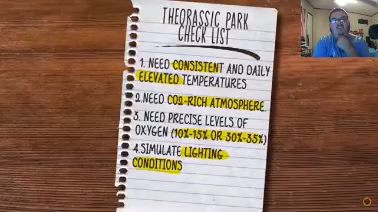 THEORASSIC PARK
CHECK LIST
1. NEED CONSISTENT AND DAILY
ELEVATED TEMPERATURES
2.NEED CO2-RICH ATMOSPHERE
3. NEED PRECISE LEVELS OF
OXYGEN (10%-15% OR 30%-35%)
4.SIMULATE LIGHTING
CONDITIONS